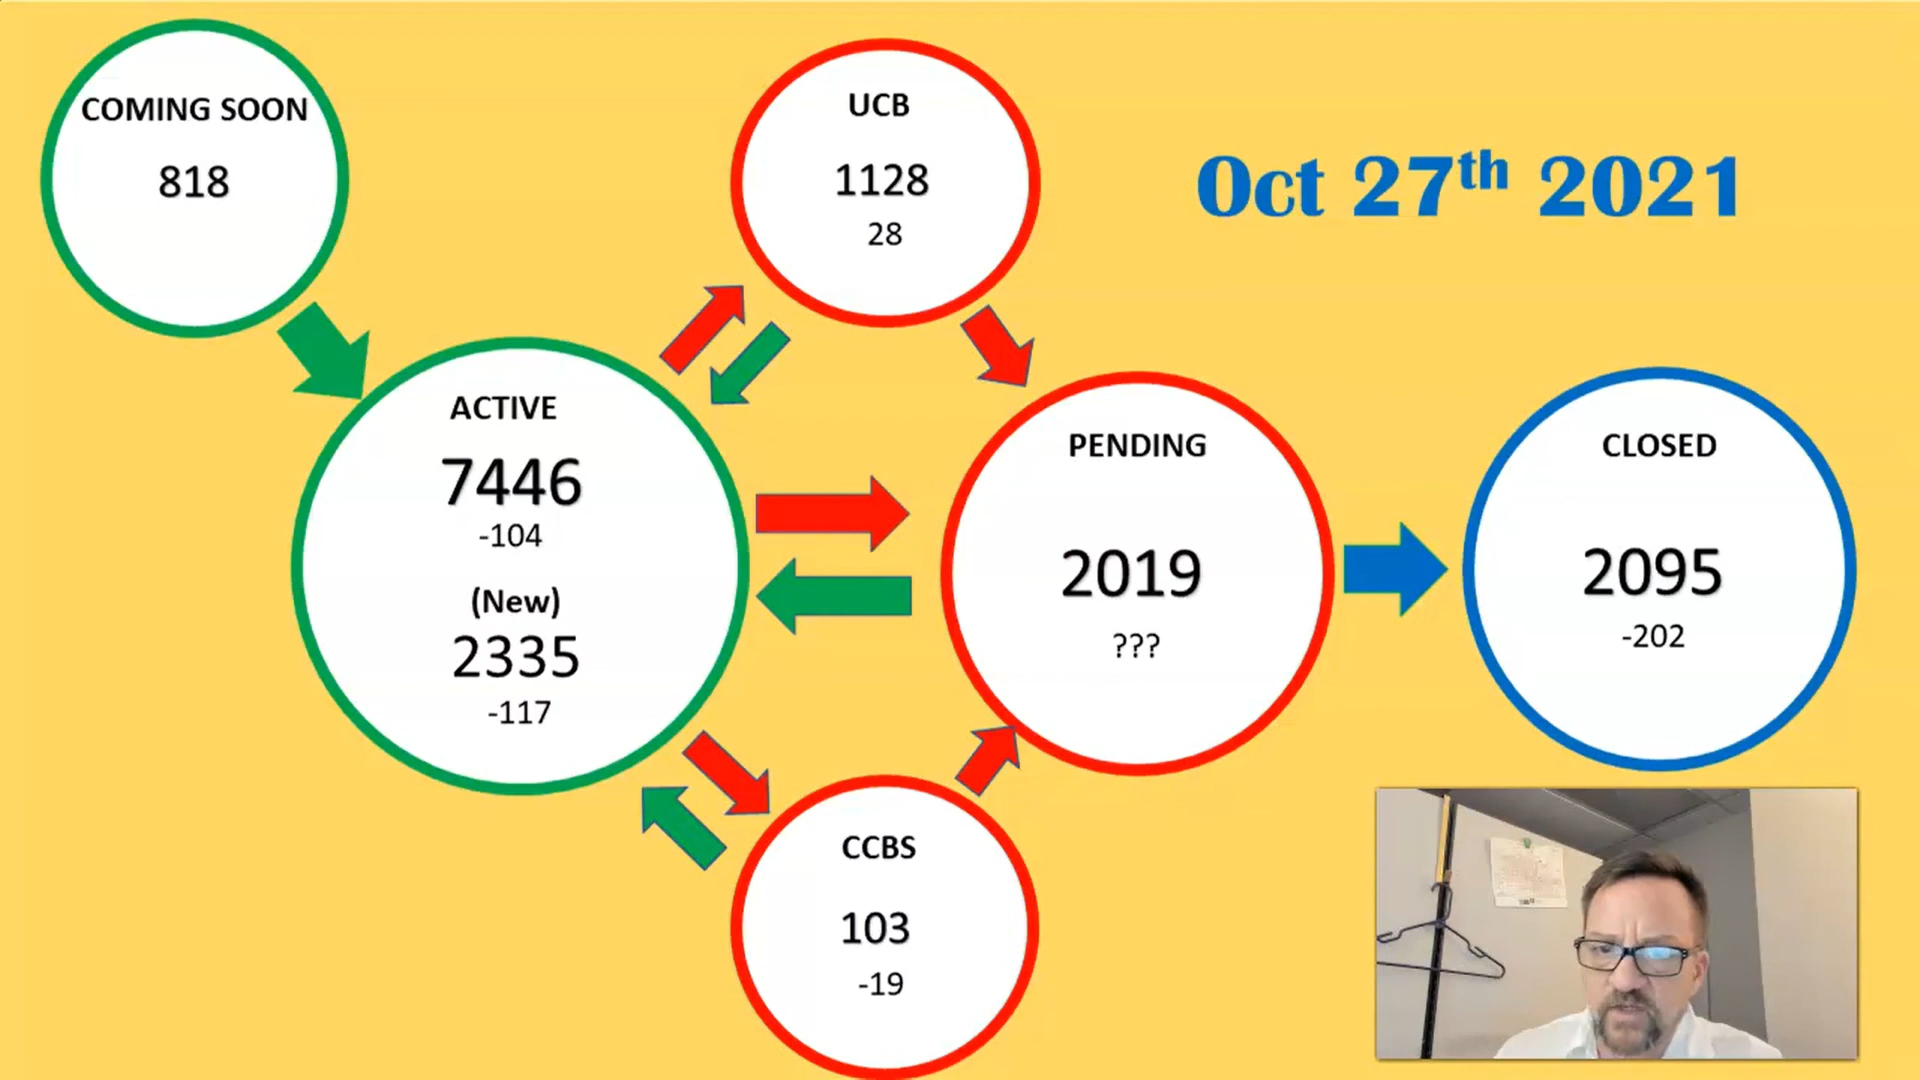 COMING SOON
818
UCB
1128
28
Oct 27th 2021
ACTIVE
7446
-104
(New)
2335
-117
PENDING
2019
???
CLOSED
2095
-202
CCBS
103
-19